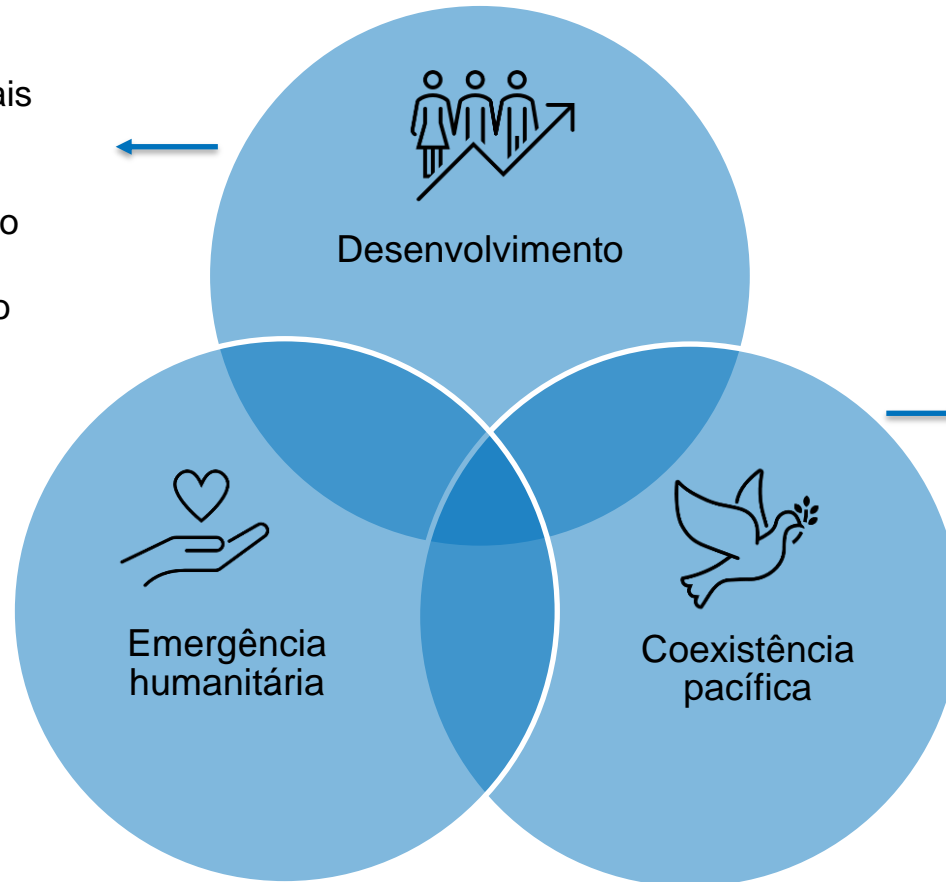 Desenvolvimento
Emergência
humanitária
Coexistência
pacífica